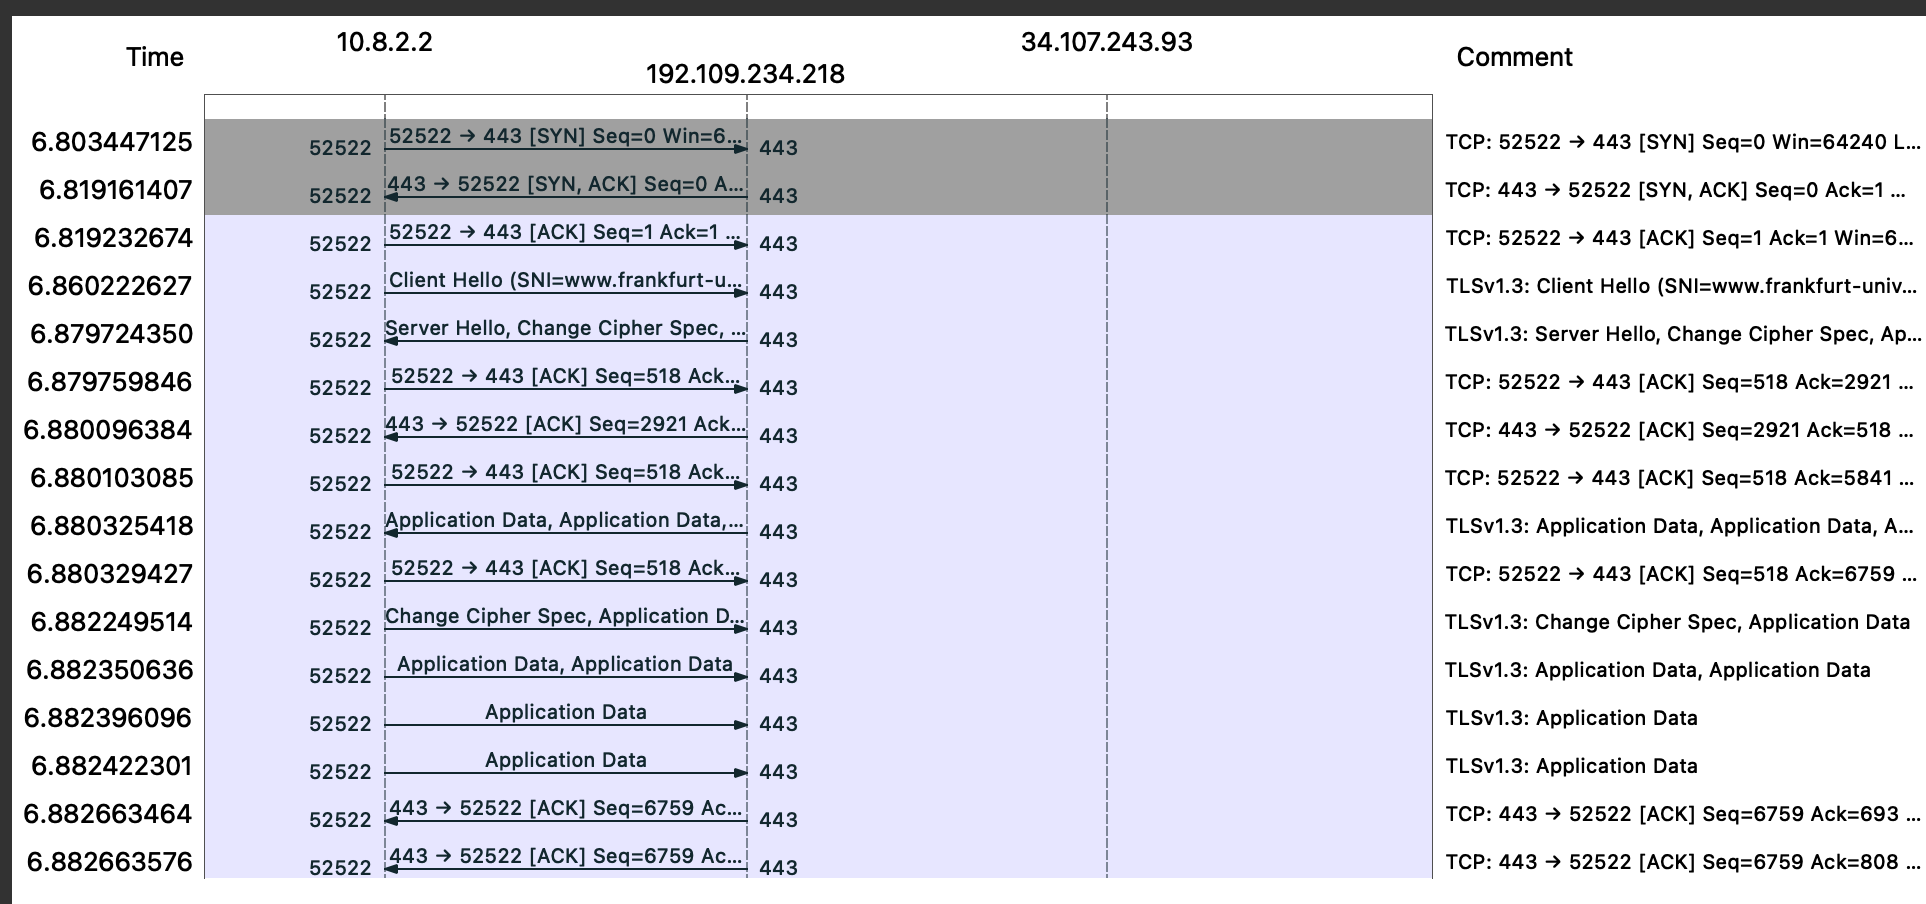 Time 10.8.2.2 192.109.234.218 34.107.243.93 Comment
6.803447125 52522 52522 → 443 [SYN] Seq=0 Win=6... 443 TCP: 52522 → 443 [SYN] Seq=0 Win=64240 L...
6.819161407 52522 443 → 52522 [SYN, ACK] Seq=0 A... 443 TCP: 443 → 52522 [SYN, ACK] Seq=0 Ack=1 ...
6.819232674 52522 52522 → 443 [ACK] Seq=1 Ack=1 ... 443 TCP: 52522 → 443 [ACK] Seq=1 Ack=1 Win=6...
6.860222627 52522 Client Hello (SNI=www.frankfurt-u... 443 TLSv1.3: Client Hello (SNI=www.frankfurt-univ...
6.879724350 52522 Server Hello, Change Cipher Spec, ... 443 TLSv1.3: Server Hello, Change Cipher Spec, Ap...
6.879759846 52522 52522 → 443 [ACK] Seq=518 Ack... 443 TCP: 52522 → 443 [ACK] Seq=518 Ack=2921 ...
6.880096384 52522 443 → 52522 [ACK] Seq=2921 Ack... 443 TCP: 443 → 52522 [ACK] Seq=2921 Ack=518 ...
6.880103085 52522 52522 → 443 [ACK] Seq=518 Ack... 443 TCP: 52522 → 443 [ACK] Seq=518 Ack=5841 ...
6.880325418 52522 Application Data, Application Data,... 443 TLSv1.3: Application Data, Application Data, A...
6.880329427 52522 52522 → 443 [ACK] Seq=518 Ack... 443 TCP: 52522 → 443 [ACK] Seq=518 Ack=6759 ...
6.882249514 52522 Change Cipher Spec, Application D... 443 TLSv1.3: Change Cipher Spec, Application Data
6.882350636 52522 Application Data, Application Data 443 TLSv1.3: Application Data, Application Data
6.882396096 52522 Application Data 443 TLSv1.3: Application Data
6.882422301 52522 Application Data 443 TLSv1.3: Application Data
6.882663464 52522 443 → 52522 [ACK] Seq=6759 Ac... 443 TCP: 443 → 52522 [ACK] Seq=6759 Ack=693 ...
6.882663576 52522 443 → 52522 [ACK] Seq=6759 Ac... 443 TCP: 443 → 52522 [ACK] Seq=6759 Ack=808 ...